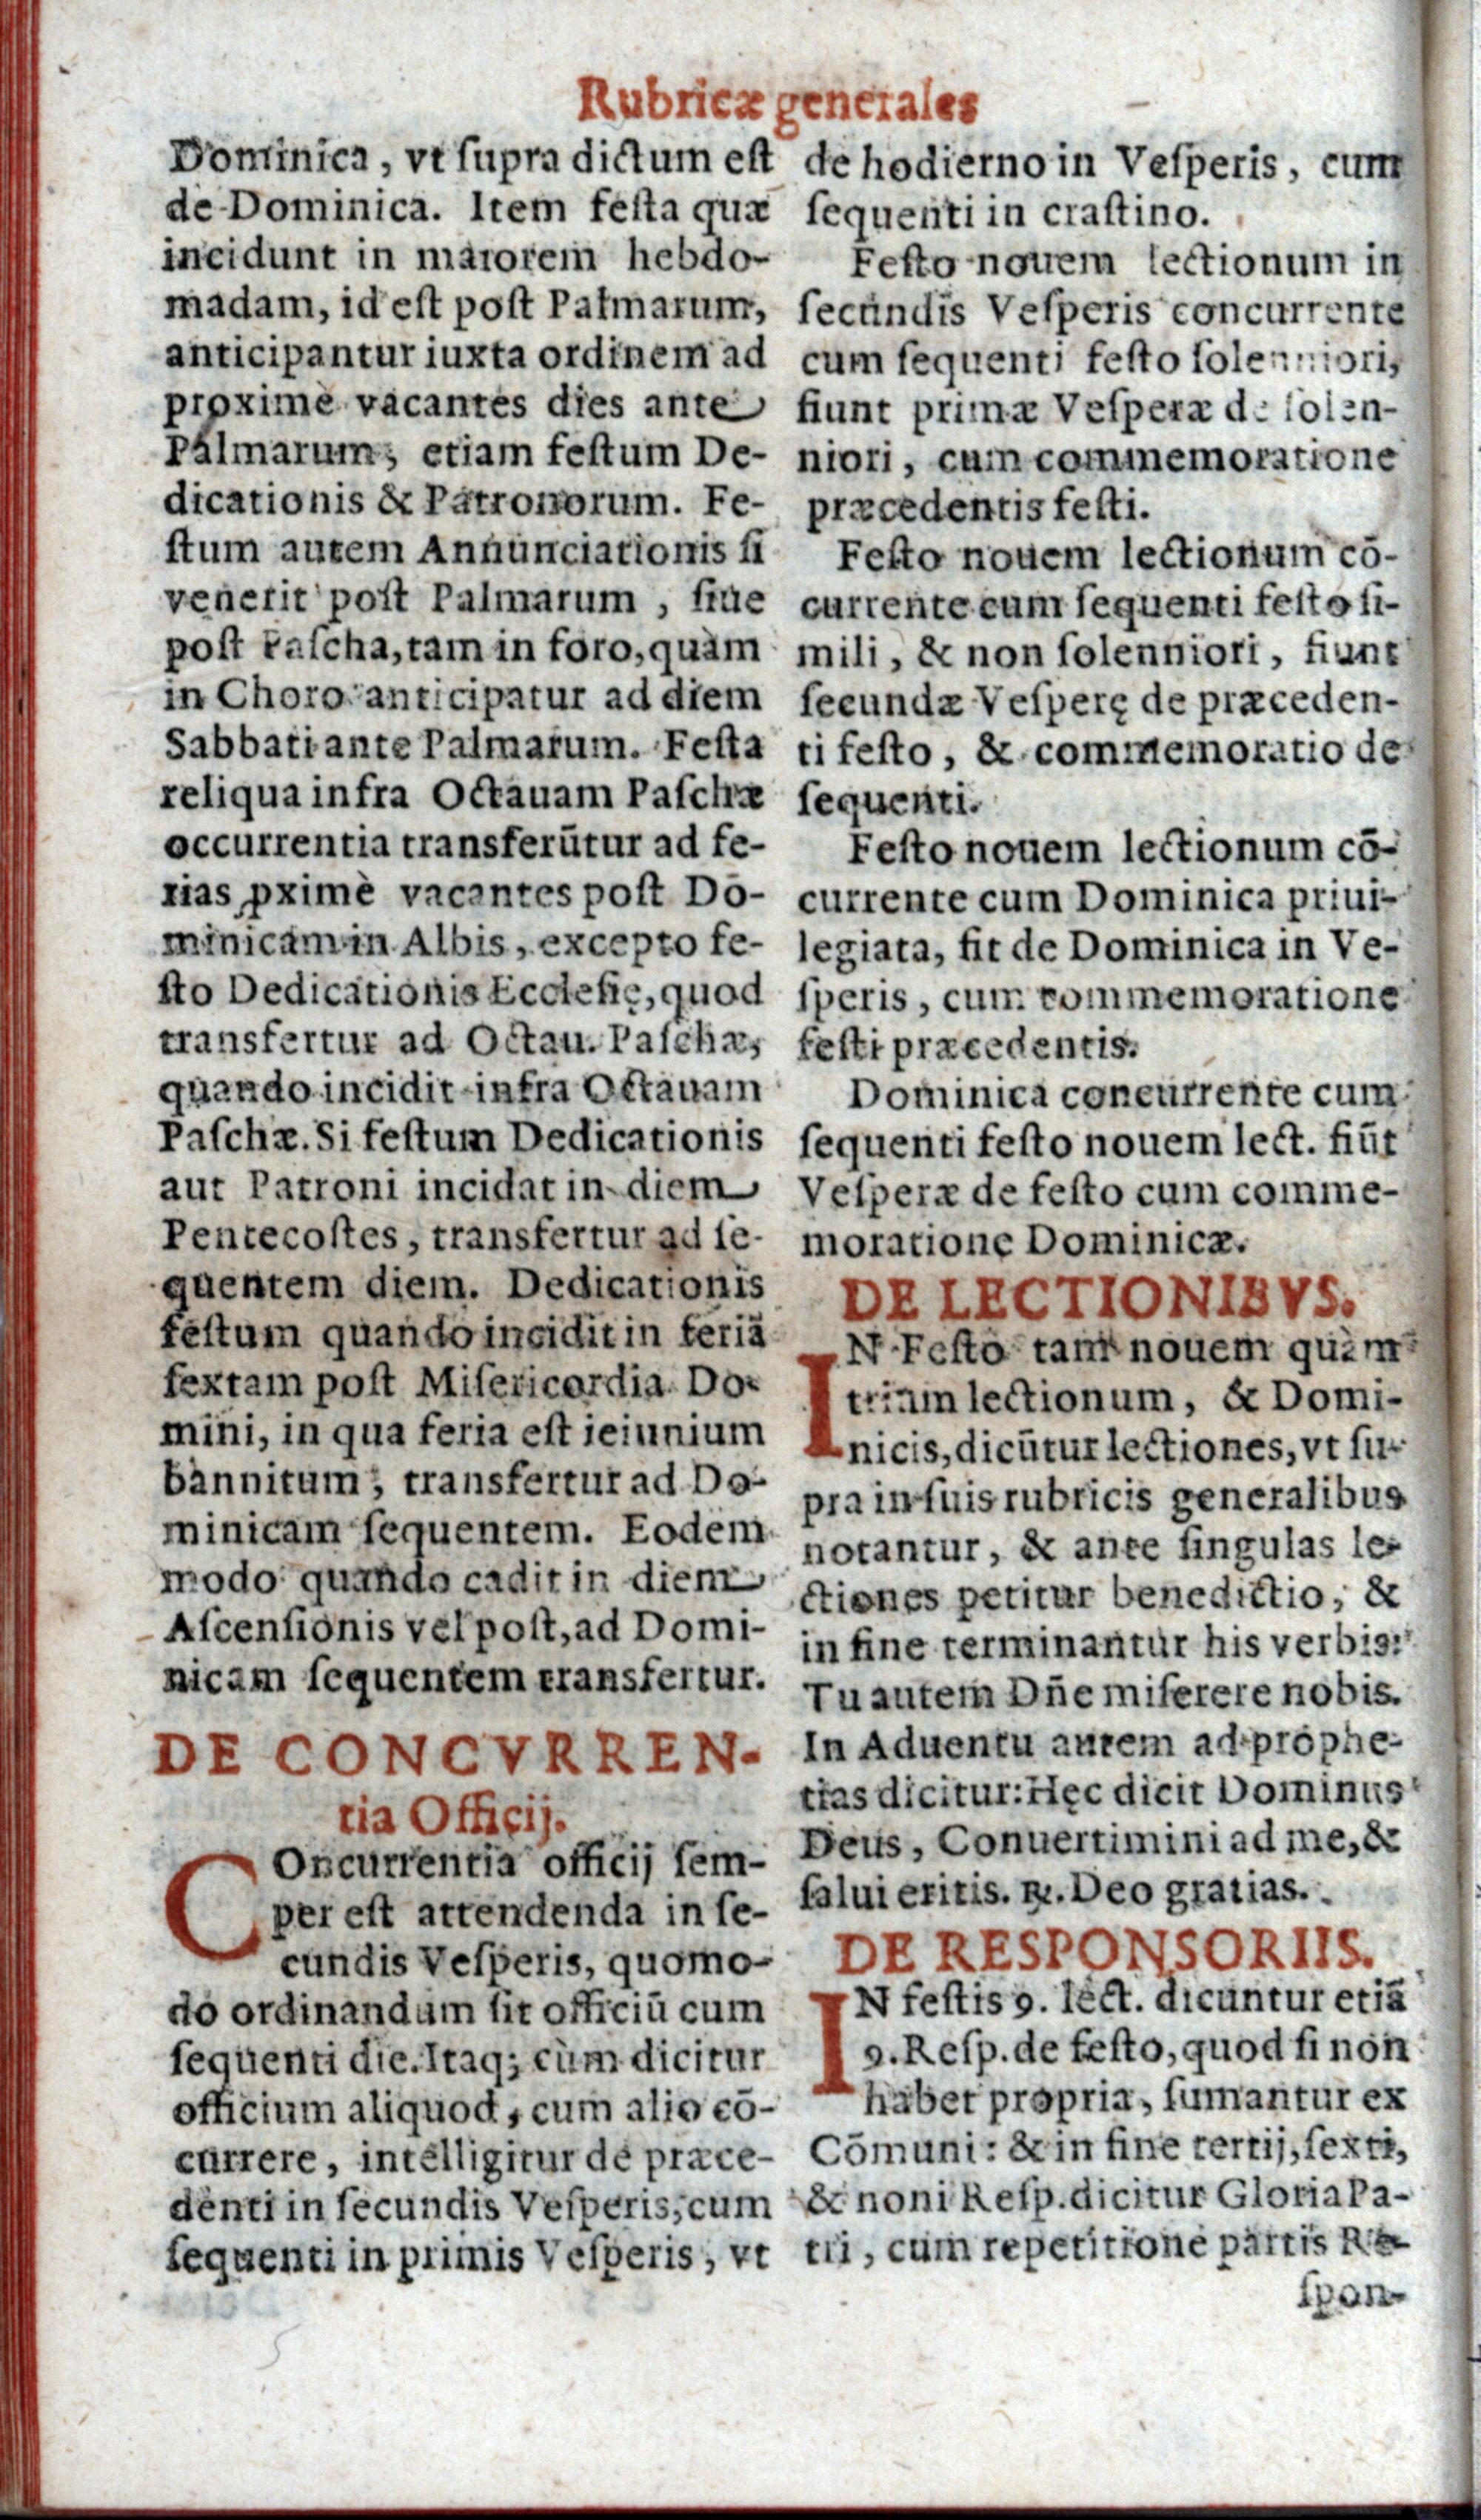 Rubricæ generales
Dominica, vt ſupra dictum eſt
de Dominica. Item feſta quæ
incidunt in maiorem hebdo-
madam, id eſt poſt Palmarum,
anticipantur iuxta ordinem ad
proximè vacantes dies ante
Palmarum, etiam feſtum De-
dicationis & Patronorum. Fe-
ſtum autem Annunciationis ſi
venerit poſt Palmarum, ſiue
poſt Paſcha, tam in foro, quàm
in Choro anticipatur ad diem
Sabbati ante Palmarum. Feſta
reliqua infra Octauam Paſchæ
occurrentia transferūtur ad fe-
rias ꝓximè vacantes poſt Do-
minicam in Albis, excepto fe-
ſto Dedicationis Eccleſię, quod
transfertur ad Octau. Paſchæ,
quando incidit infra Octauam
Paſchæ. Si feſtum Dedicationis
aut Patroni incidat in diem
Pentecoſtes, transfertur ad ſe-
quentem diem. Dedicationis
feſtum quando incidit in feriã
ſextam poſt Miſericordia Do-
mini, in qua feria eſt ieiunium
bannitum, transfertur ad Do-
minicam ſequentem. Eodem
modo quando cadit in diem
Aſcenſionis vel poſt, ad Domi-
nicam ſequentem transfertur.
DE CONCVRREN-
tia Officij.
COncurrentia officij ſem-
per eſt attendenda in ſe-
cundis Veſperis, quomo-
do ordinandum ſit officiū cum
ſequenti die. Itaq; cùm dicitur
officium aliquod, cum alio cō-
currere, intelligitur de præce-
denti in ſecundis Veſperis, cum
ſequenti in primis Veſperis, vt
de hodierno in Veſperis, cum
ſequenti in craſtino.
Feſto nouem lectionum in
ſecundis Veſperis concurrente
cum ſequenti feſto ſolenniori,
fiunt primæ Veſperæ de ſolen-
niori, cum commemoratione
præcedentis feſti.
Feſto nouem lectionum cō-
currente cum ſequenti feſto ſi-
mili, & non ſolenniori, fiunt
ſecundæ Veſperę de præceden-
ti feſto, & commemoratio de
ſequenti.
Feſto nouem lectionum cō-
currente cum Dominica priui-
legiata, fit de Dominica in Ve-
ſperis, cum commemoratione
feſti præcedentis.
Dominica concurrente cum
ſequenti feſto nouem lect. fiūt
Veſperæ de feſto cum comme-
moratione Dominicæ.
DE LECTIONIBVS.
IN Feſto tam nouem quàm
trium lectionum, & Domi-
nicis, dicūtur lectiones, vt ſu-
pra in ſuis rubricis generalibus
notantur, & ante ſingulas le-
ctiones petitur benedictio, &
in fine terminantur his verbis:
Tu autem Dñe miſerere nobis.
In Aduentu autem ad prophe-
tias dicitur: Hęc dicit Dominus
Deus, Conuertimini ad me, &
ſalui eritis. ℟. Deo gratias.
DE RESPONSORIIS.
IN feſtis 9. lect. dicuntur etiã
9. Reſp. de feſto, quod ſi non
habet propria, ſumantur ex
Cōmuni: & in fine tertij, ſexti,
& noni Reſp. dicitur Gloria Pa-
tri, cum repetitione partis Re-
ſpon-